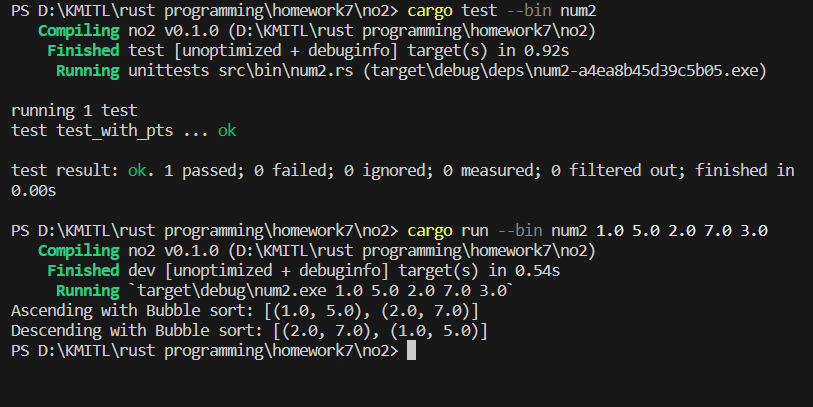 PS D:\KMITL\rust programming\homework7\no2> cargo test --bin num2
   Compiling no2 v0.1.0 (D:\KMITL\rust programming\homework7\no2)
    Finished test [unoptimized + debuginfo] target(s) in 0.92s
     Running unittests src\bin\num2.rs (target\debug\deps\num2-a4ea8b45d39c5b05.exe)
running 1 test
test test_with_pts ... ok
test result: ok. 1 passed; 0 failed; 0 ignored; 0 measured; 0 filtered out; finished in
0.00s
PS D:\KMITL\rust programming\homework7\no2> cargo run --bin num2 1.0 5.0 2.0 7.0 3.0
   Compiling no2 v0.1.0 (D:\KMITL\rust programming\homework7\no2)
    Finished dev [unoptimized + debuginfo] target(s) in 0.54s
     Running `target\debug\num2.exe 1.0 5.0 2.0 7.0 3.0`
Ascending with Bubble sort: [(1.0, 5.0), (2.0, 7.0)]
Descending with Bubble sort: [(2.0, 7.0), (1.0, 5.0)]
PS D:\KMITL\rust programming\homework7\no2>